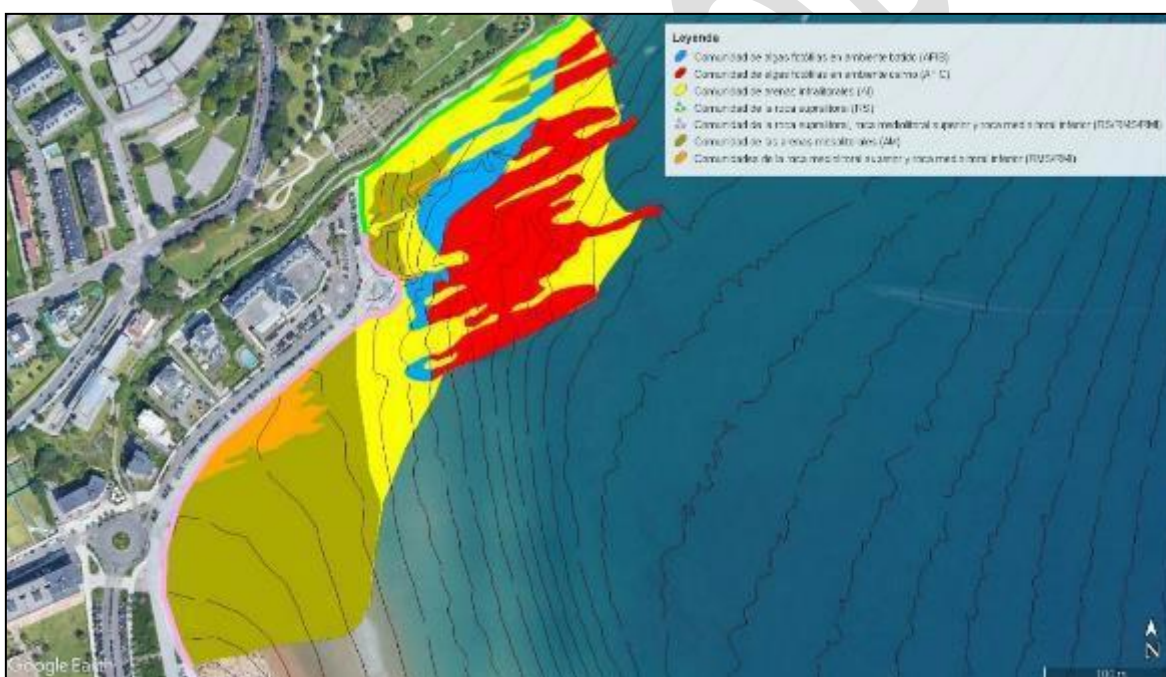 Leyenda
Comunidad de algas fotófilas en ambiente batido (AFIB)
Comunidad de algas fotófilas en ambiente calmo (AFIC)
Comunidad de arenas infralitorales (AI)
Comunidad de la roca supralitoral (RS)
Comunidad de la roca supralitoral, roca mediolitoral superior y roca mediolitoral inferior (RS/RMS/RMI)
Comunidad de las arenas mesolitorales (AM)
Comunidades de la roca mediolitoral superior y roca mediolitoral inferior (RMS/RMI)
N
Google Earth
100 m